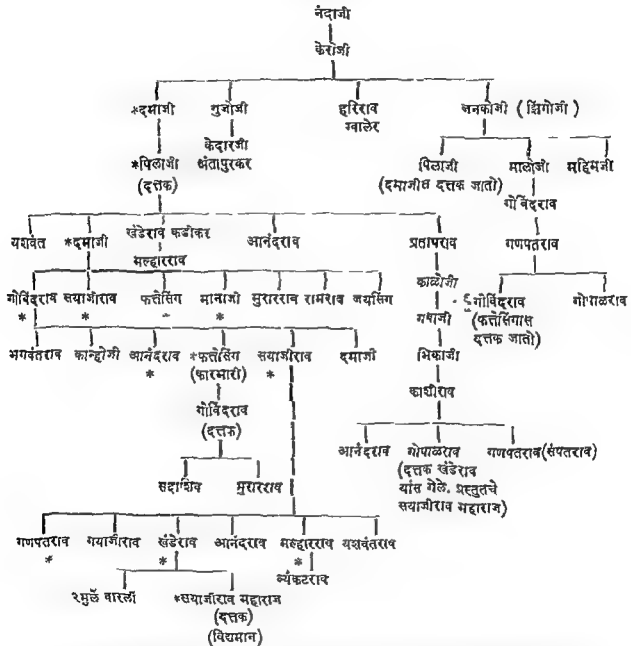 नंदाजी
केरोजी
*दमाजी गुजोजी हरिराव जनकोजी (झिंगोजी)
केदारजी ग्वालेर
*पिलाजी भंतापुरकर पिलाजी मालोजी महिमजी
(दत्तक) (दमाजीस दत्तक जातो)
गोविंदराव
यशवंत *दमाजी खंडेराव कडीकर आनंदराव प्रतापराव गणपतराव
मल्हारराव
काळोजी
गोविंदराव सयाजीराव फत्तेसिंग मानाजी मुरारराव रामराव जयसिंग गोविंदराव गोपाळराव
* * *
गधाजी (फत्तेसिंगास
दत्तक जातो)
भगवंतराव कान्होजी आनंदराव *फत्तेसिंग सयाजीराव दमाजी भिकाजी
* (कारभारी) *
काशीराव
गोविंदराव
(दत्तक)
आनंदराव गोपाळराव गणपतराव (संपतराव)
(दत्तक खंडेराव
यांस गेले. प्रस्तुतचे
सयाजीराव महाराज)
सदाशिव मुरारराव
गणपतराव गयाजीराव खंडेराव आनंदराव मल्हारराव यशवंतराव
* * *
व्यंकटराव
२मुलें वारलीं *सयाजीराव महाराज
(दत्तक)
(विद्यमान)